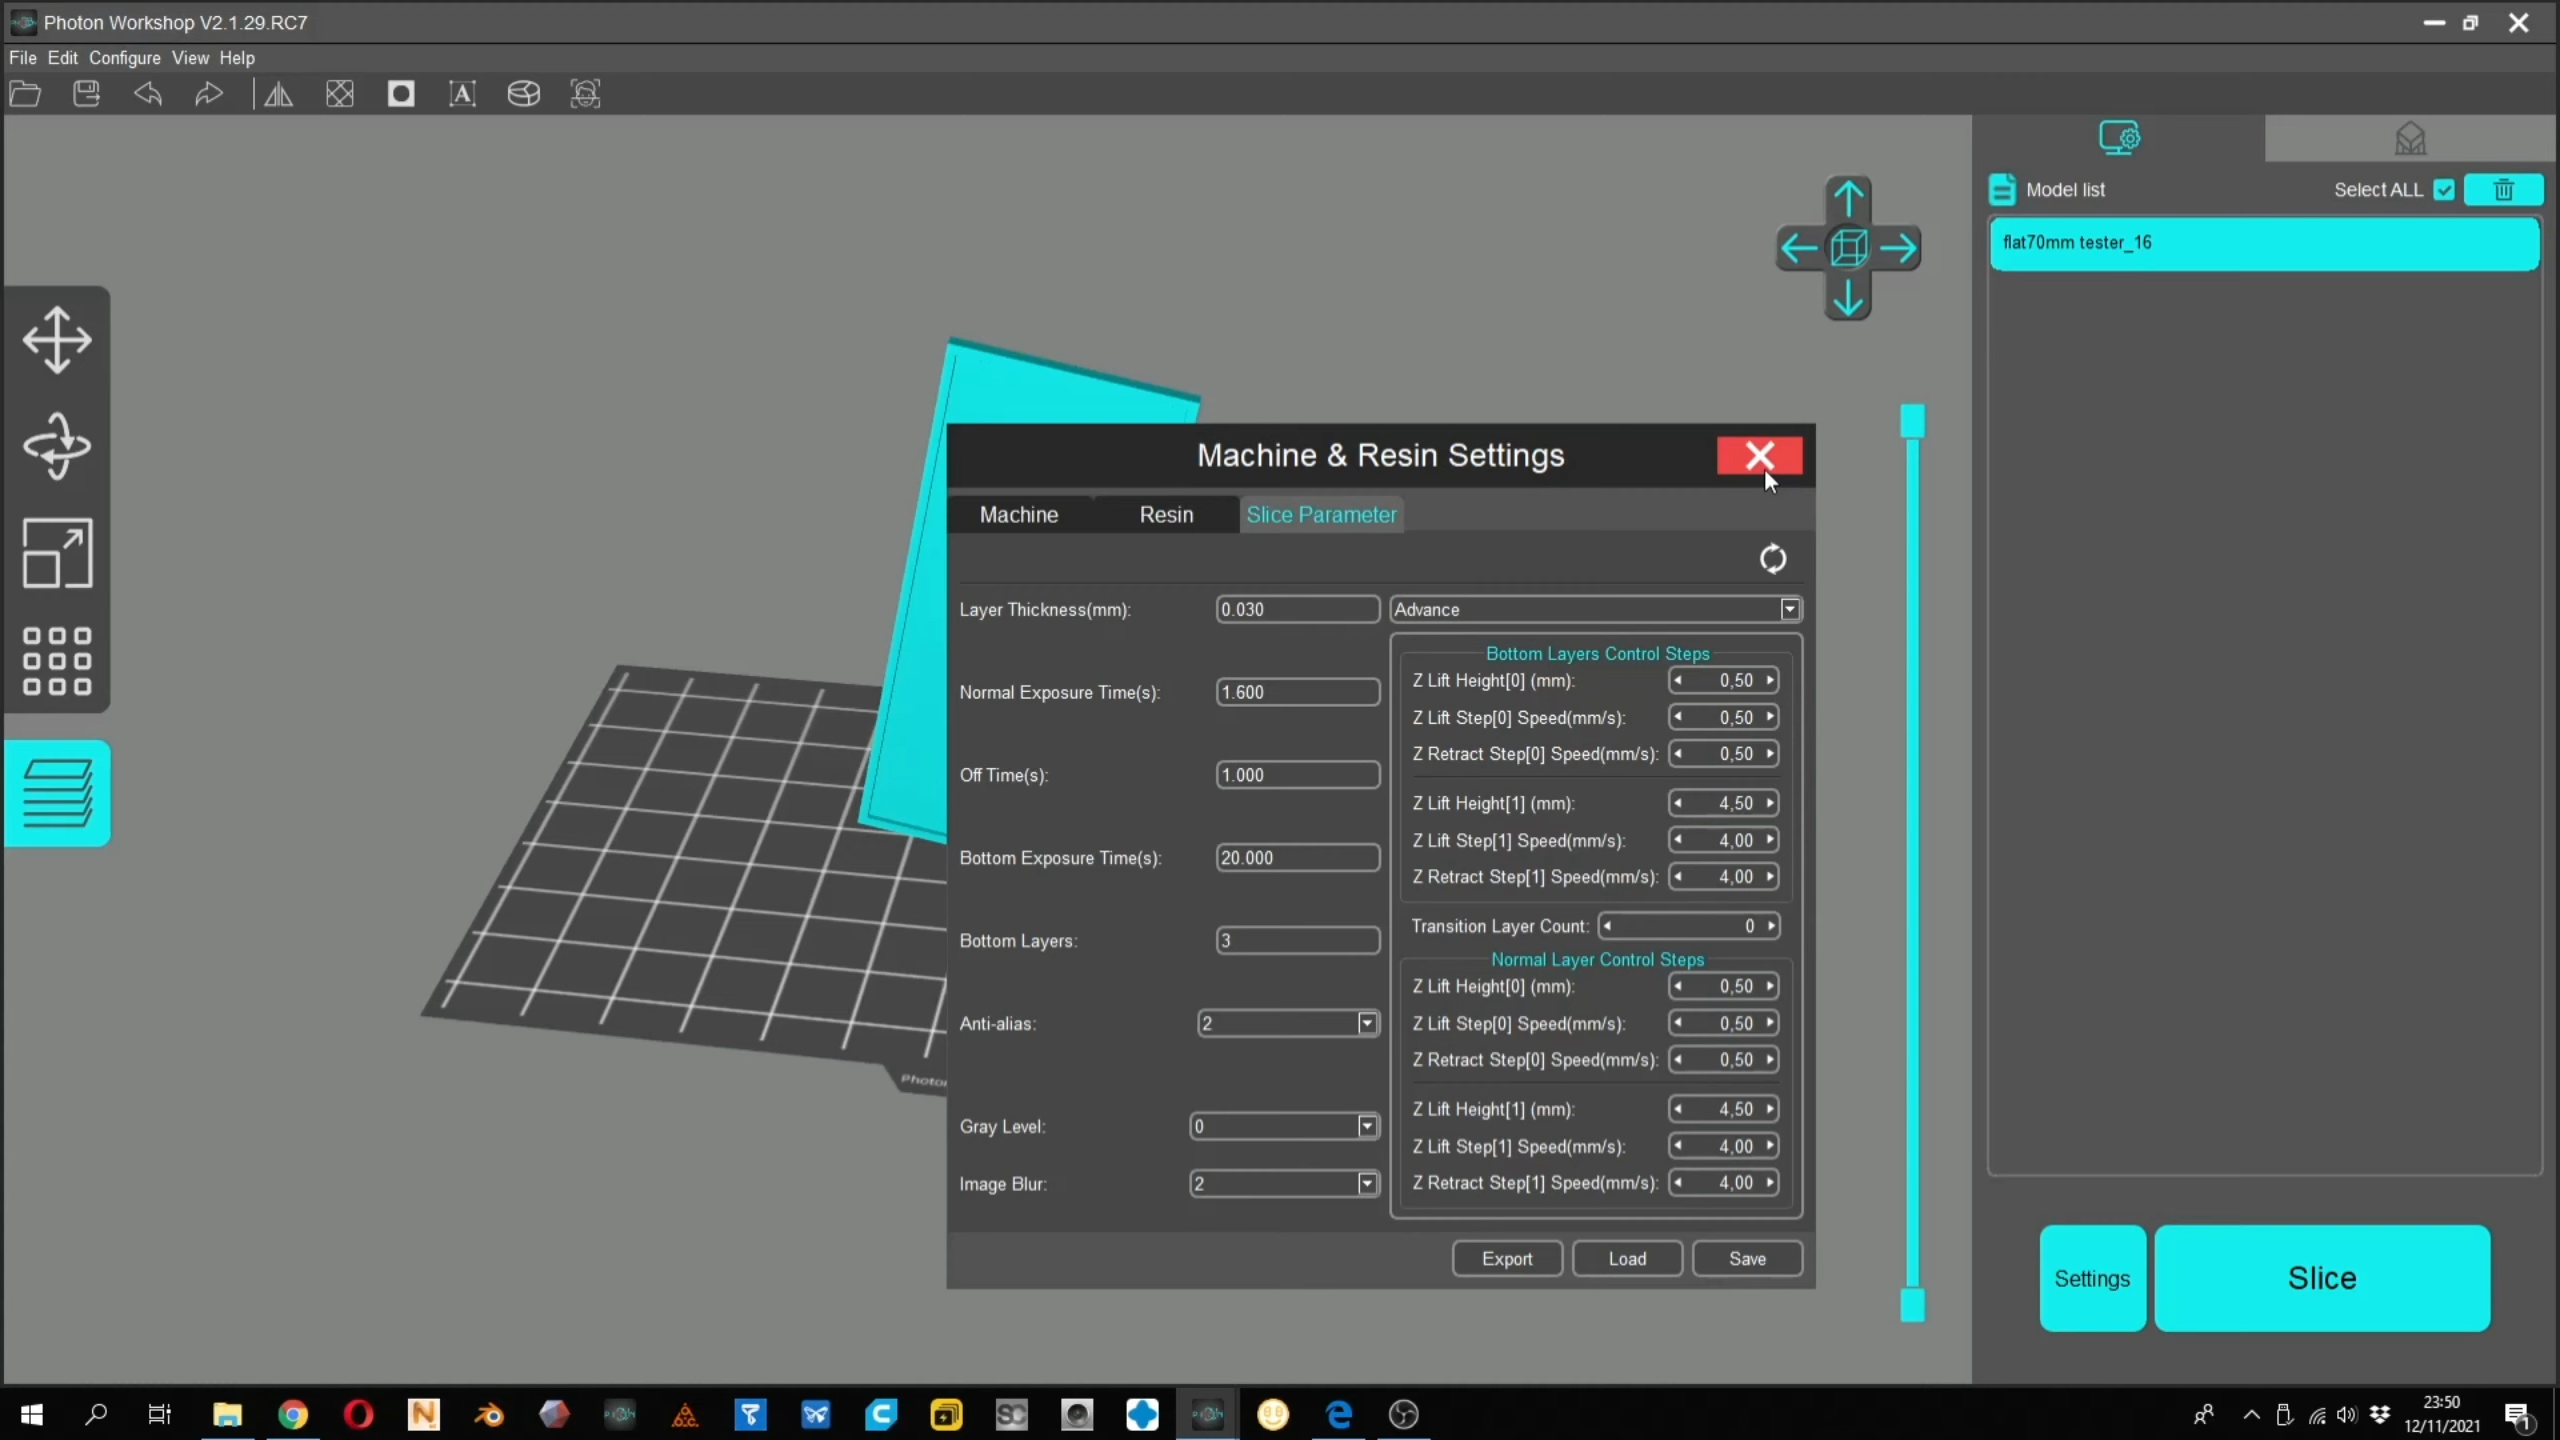 Photon Workshop V2.1.29.RC7
File Edit Configure View Help
Model list
Select ALL
flat70mm tester_16
Machine & Resin Settings
Machine Resin Slice Parameter
Layer Thickness(mm): 0.030
Normal Exposure Time(s): 1.600
Off Time(s): 1.000
Bottom Exposure Time(s): 20.000
Bottom Layers: 3
Anti-alias: 2
Gray Level: 0
Image Blur: 2
Advance
Bottom Layers Control Steps
Z Lift Height[0] (mm): 0,50
Z Lift Step[0] Speed(mm/s): 0,50
Z Retract Step[0] Speed(mm/s): 0,50
Z Lift Height[1] (mm): 4,50
Z Lift Step[1] Speed(mm/s): 4,00
Z Retract Step[1] Speed(mm/s): 4,00
Transition Layer Count: 0
Normal Layer Control Steps
Z Lift Height[0] (mm): 0,50
Z Lift Step[0] Speed(mm/s): 0,50
Z Retract Step[0] Speed(mm/s): 0,50
Z Lift Height[1] (mm): 4,50
Z Lift Step[1] Speed(mm/s): 4,00
Z Retract Step[1] Speed(mm/s): 4,00
Export Load Save
Settings Slice
23:50
12/11/2021